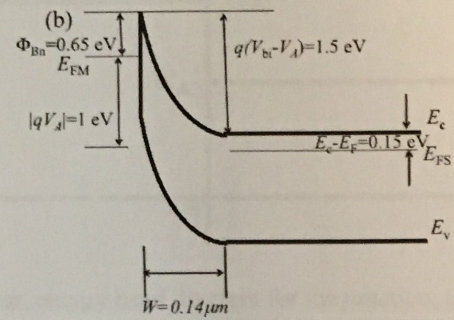 (b)
Φ_Bn=0.65 eV
E_FM
q(V_bi-V_A)=1.5 eV
|qV_A|=1 eV
E_c
E_c-E_F=0.15 eV
E_FS
E_v
W=0.14μm